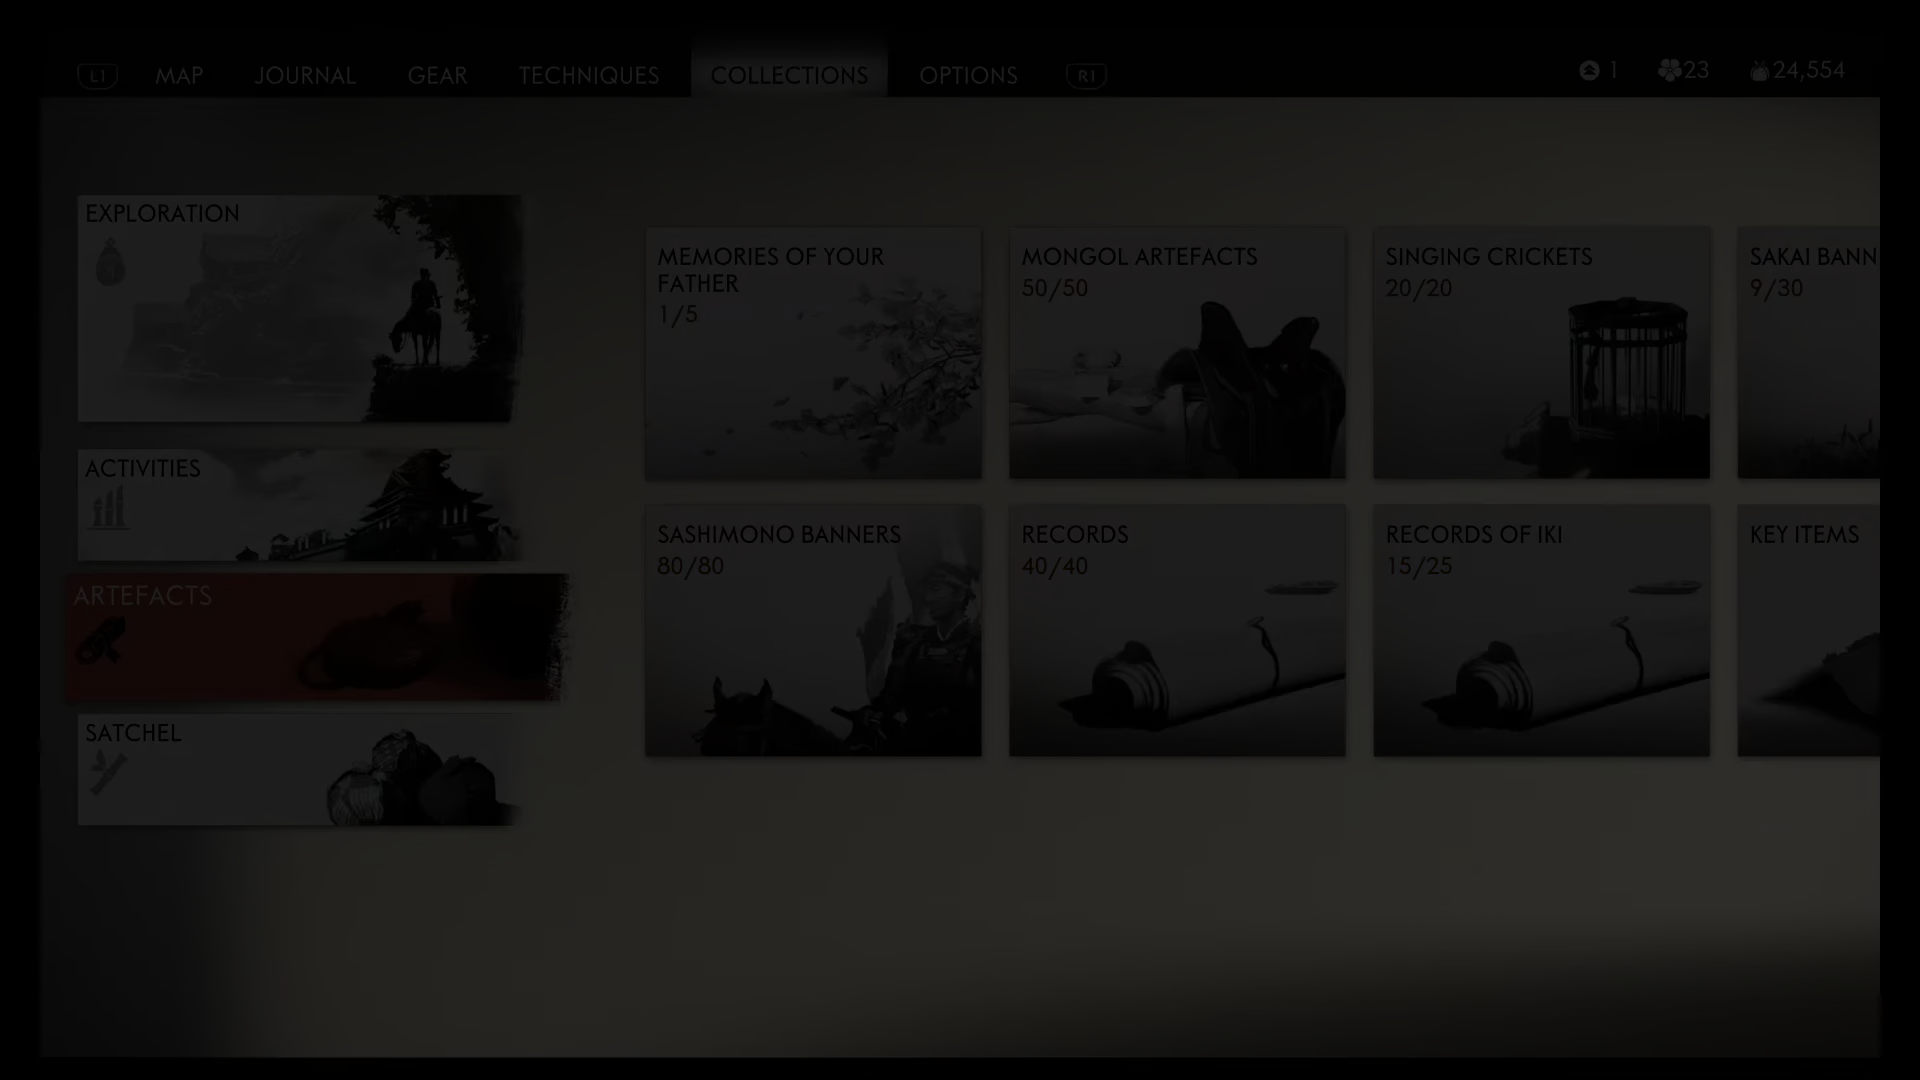 L1 MAP JOURNAL GEAR TECHNIQUES COLLECTIONS OPTIONS R1 1 23 24,554
EXPLORATION
ACTIVITIES
ARTEFACTS
SATCHEL
MEMORIES OF YOUR
FATHER
1/5
MONGOL ARTEFACTS
50/50
SINGING CRICKETS
20/20
SAKAI BANN
9/30
SASHIMONO BANNERS
80/80
RECORDS
40/40
RECORDS OF IKI
15/25
KEY ITEMS